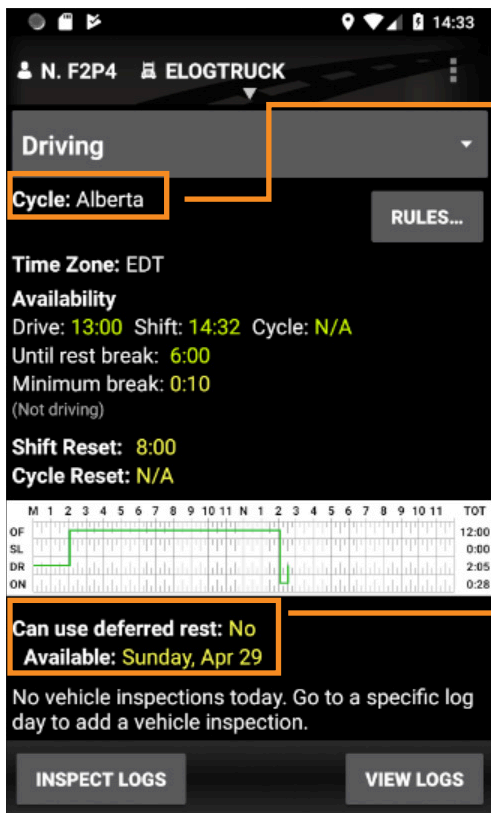 14:33
N. F2P4 ELOGTRUCK
Driving
Cycle: Alberta
RULES...
Time Zone: EDT
Availability
Drive: 13:00 Shift: 14:32 Cycle: N/A
Until rest break: 6:00
Minimum break: 0:10
(Not driving)
Shift Reset: 8:00
Cycle Reset: N/A
M 1 2 3 4 5 6 7 8 9 10 11 N 1 2 3 4 5 6 7 8 9 10 11 TOT
OF 12:00
SL 0:00
DR 2:05
ON 0:28
Can use deferred rest: No
Available: Sunday, Apr 29
No vehicle inspections today. Go to a specific log
day to add a vehicle inspection.
INSPECT LOGS VIEW LOGS